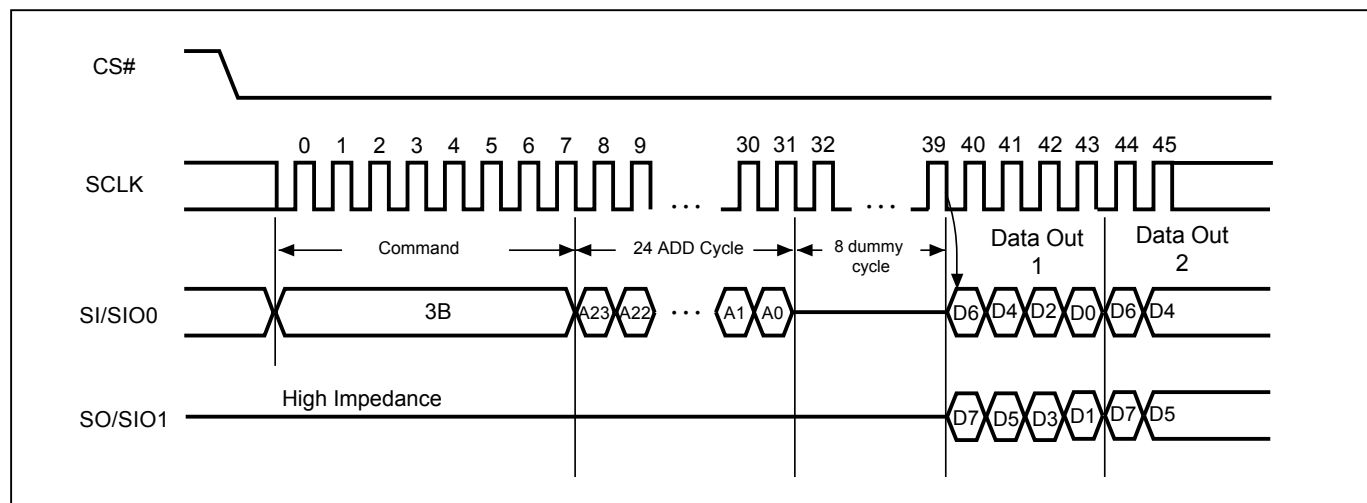 CS#
0 1 2 3 4 5 6 7 8 9 30 31 32 39 40 41 42 43 44 45
SCLK
... ...
Command 24 ADD Cycle 8 dummy cycle Data Out 1 Data Out 2
SI/SIO0 3B A23 A22 ... A1 A0 D6 D4 D2 D0 D6 D4
High Impedance
SO/SIO1 D7 D5 D3 D1 D7 D5